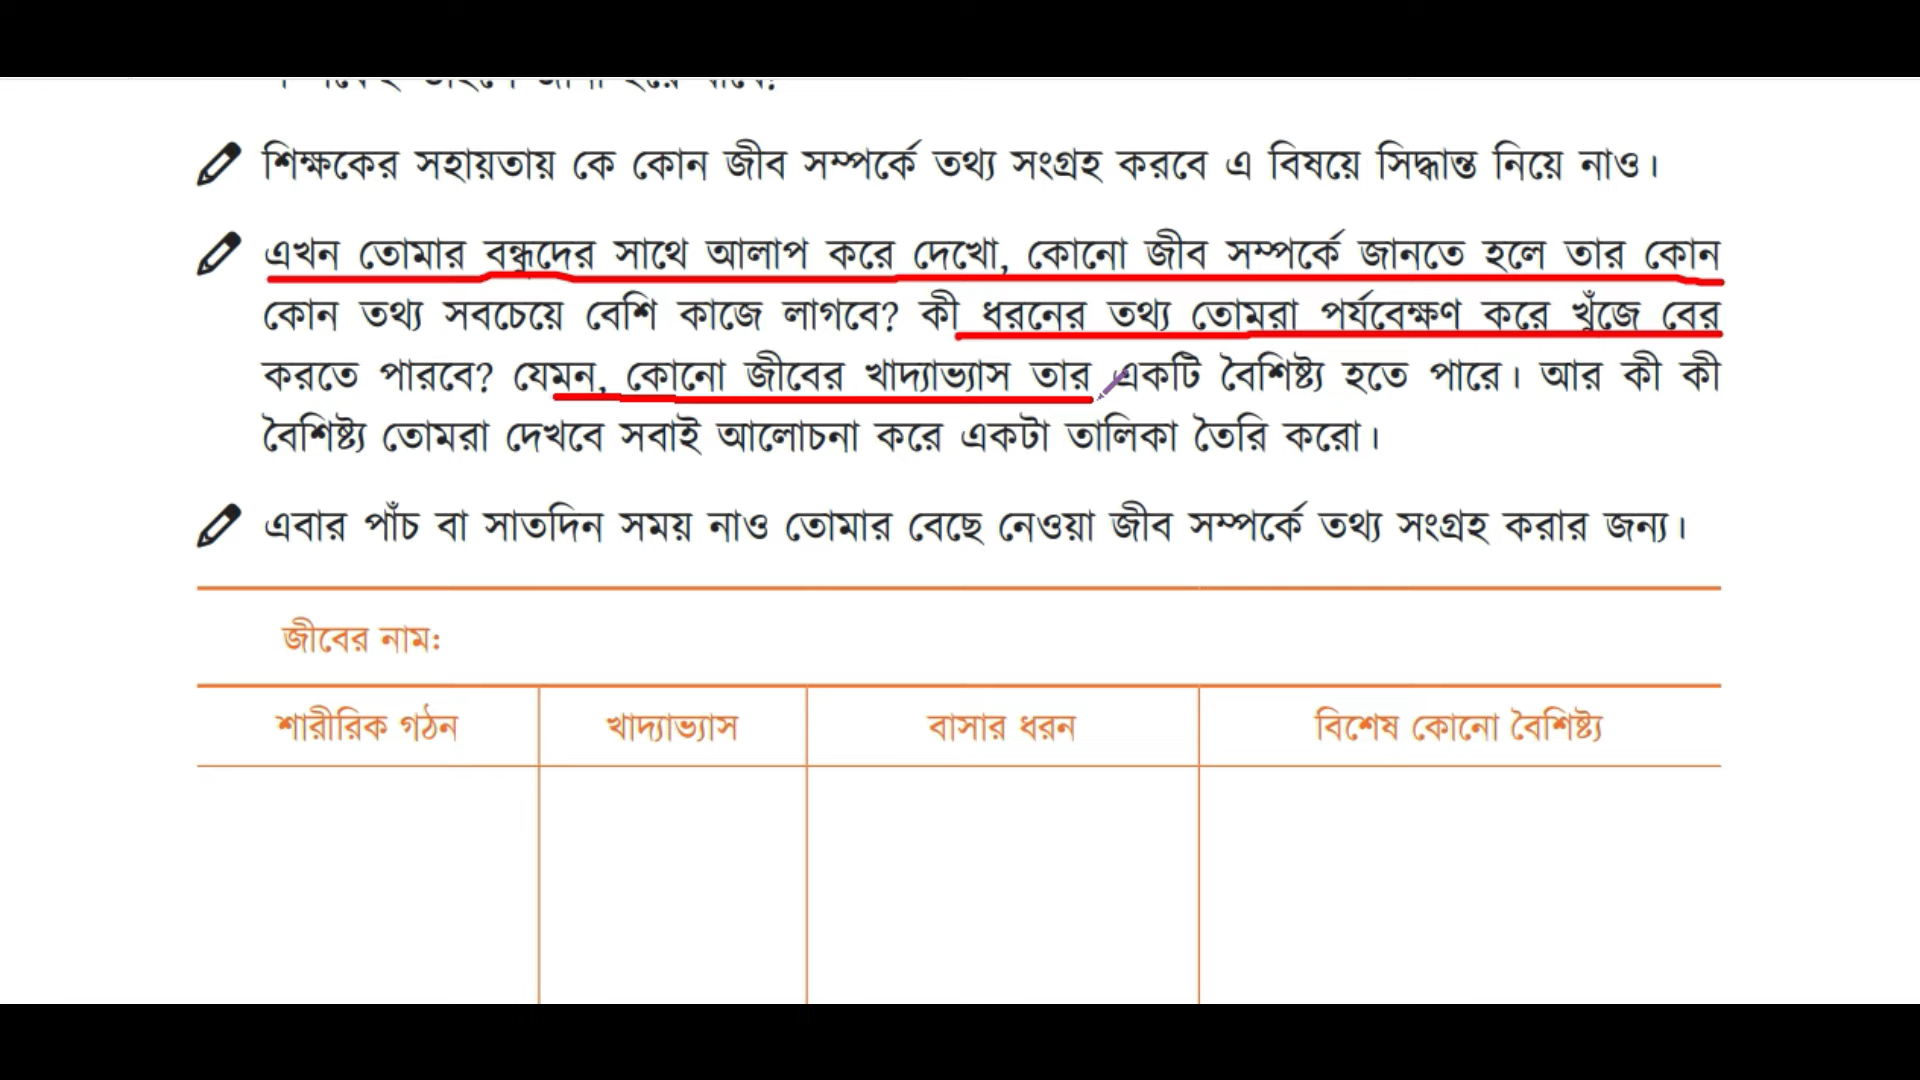 শিক্ষকের সহায়তায় কে কোন জীব সম্পর্কে তথ্য সংগ্রহ করবে এ বিষয়ে সিদ্ধান্ত নিয়ে নাও।
এখন তোমার বন্ধুদের সাথে আলাপ করে দেখো, কোনো জীব সম্পর্কে জানতে হলে তার কোন
কোন তথ্য সবচেয়ে বেশি কাজে লাগবে? কী ধরনের তথ্য তোমরা পর্যবেক্ষণ করে খুঁজে বের
করতে পারবে? যেমন, কোনো জীবের খাদ্যাভ্যাস তার একটি বৈশিষ্ট্য হতে পারে। আর কী কী
বৈশিষ্ট্য তোমরা দেখবে সবাই আলোচনা করে একটা তালিকা তৈরি করো।
এবার পাঁচ বা সাতদিন সময় নাও তোমার বেছে নেওয়া জীব সম্পর্কে তথ্য সংগ্রহ করার জন্য।
জীবের নাম:
শারীরিক গঠন খাদ্যাভ্যাস বাসার ধরন বিশেষ কোনো বৈশিষ্ট্য